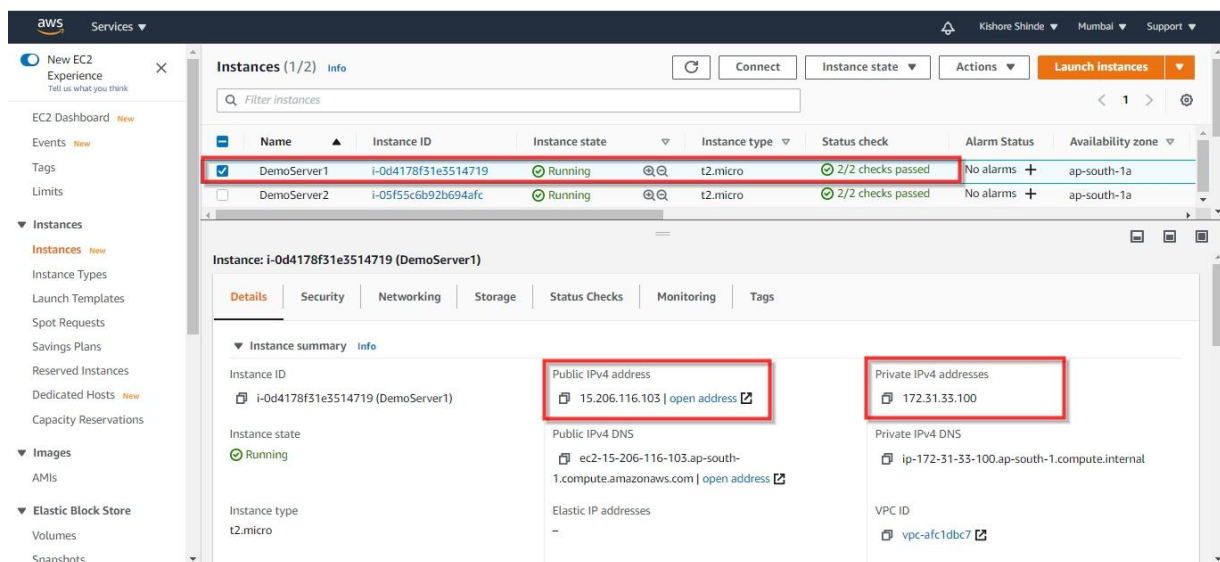 aws Services ▼ Kishore Shinde ▼ Mumbai ▼ Support ▼
New EC2
Experience
Tell us what you think
EC2 Dashboard New
Events New
Tags
Limits
▼ Instances
Instances New
Instance Types
Launch Templates
Spot Requests
Savings Plans
Reserved Instances
Dedicated Hosts New
Capacity Reservations
▼ Images
AMIs
▼ Elastic Block Store
Volumes
Snapshots
Instances (1/2) Info
Connect
Instance state ▼
Actions ▼
Launch instances ▼
Filter instances
< 1 >
Name ▲ Instance ID Instance state Instance type Status check Alarm Status Availability zone
DemoServer1 i-0d4178f31e3514719 Running t2.micro 2/2 checks passed No alarms + ap-south-1a
DemoServer2 i-05f55c6b92b694afc Running t2.micro 2/2 checks passed No alarms + ap-south-1a
Instance: i-0d4178f31e3514719 (DemoServer1)
Details Security Networking Storage Status Checks Monitoring Tags
▼ Instance summary Info
Instance ID
i-0d4178f31e3514719 (DemoServer1)
Public IPv4 address
15.206.116.103 | open address
Private IPv4 addresses
172.31.33.100
Instance state
Running
Public IPv4 DNS
ec2-15-206-116-103.ap-south-
1.compute.amazonaws.com | open address
Private IPv4 DNS
ip-172-31-33-100.ap-south-1.compute.internal
Instance type
t2.micro
Elastic IP addresses
–
VPC ID
vpc-afc1dbc7